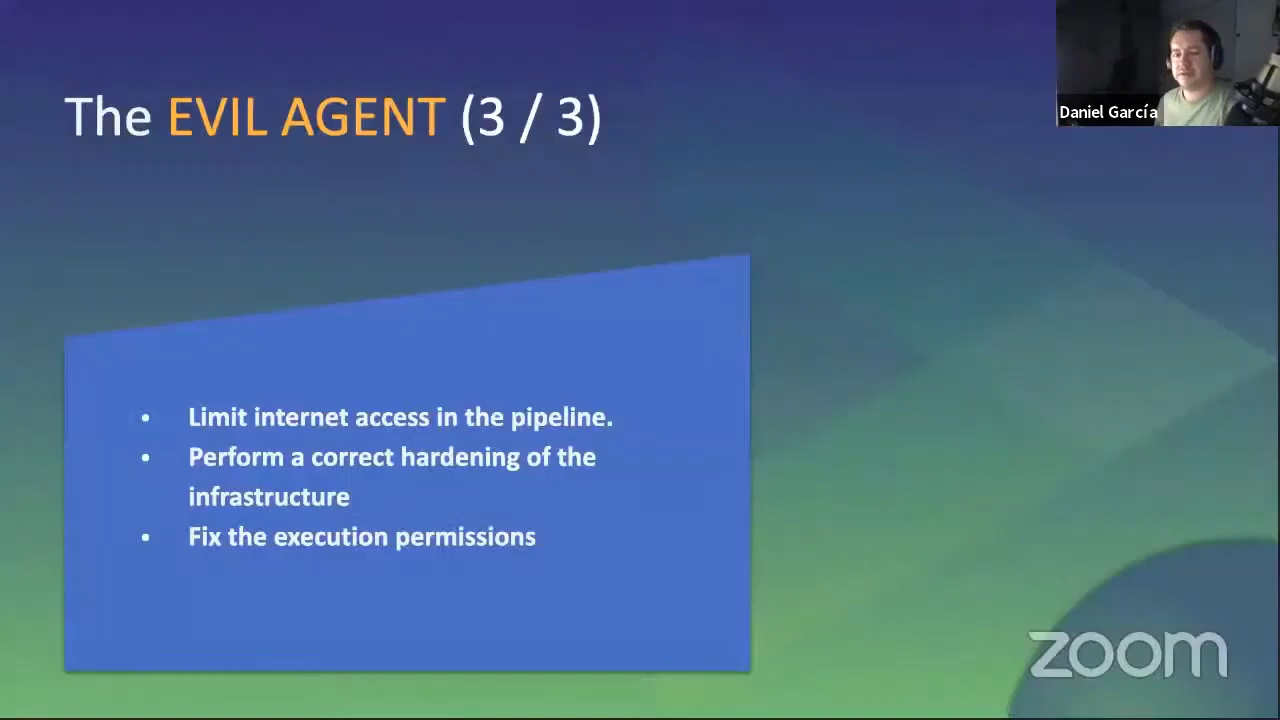 The EVIL AGENT (3 / 3)
Daniel García
• Limit internet access in the pipeline.
• Perform a correct hardening of the
infrastructure
• Fix the execution permissions
zoom